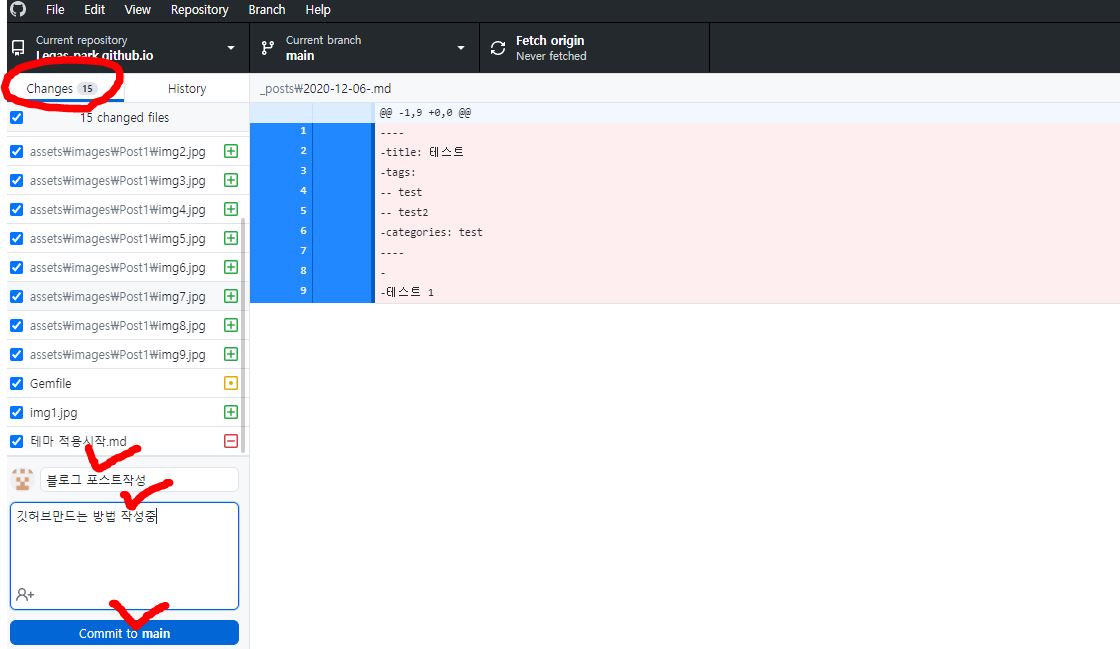 File Edit View Repository Branch Help
Current repository
Legas-park.github.io
Current branch
main
Fetch origin
Never fetched
Changes 15
History
15 changed files
_posts₩2020-12-06-.md
assets₩images₩Post1₩img2.jpg
assets₩images₩Post1₩img3.jpg
assets₩images₩Post1₩img4.jpg
assets₩images₩Post1₩img5.jpg
assets₩images₩Post1₩img6.jpg
assets₩images₩Post1₩img7.jpg
assets₩images₩Post1₩img8.jpg
assets₩images₩Post1₩img9.jpg
Gemfile
img1.jpg
테마 적용시작.md
블로그 포스트작성
깃허브만드는 방법 작성중
Commit to main
@@ -1,9 +0,0 @@
1 ----
2 -title: 테스트
3 -tags:
4 -- test
5 -- test2
6 -categories: test
7 ----
8 -
9 -테스트 1